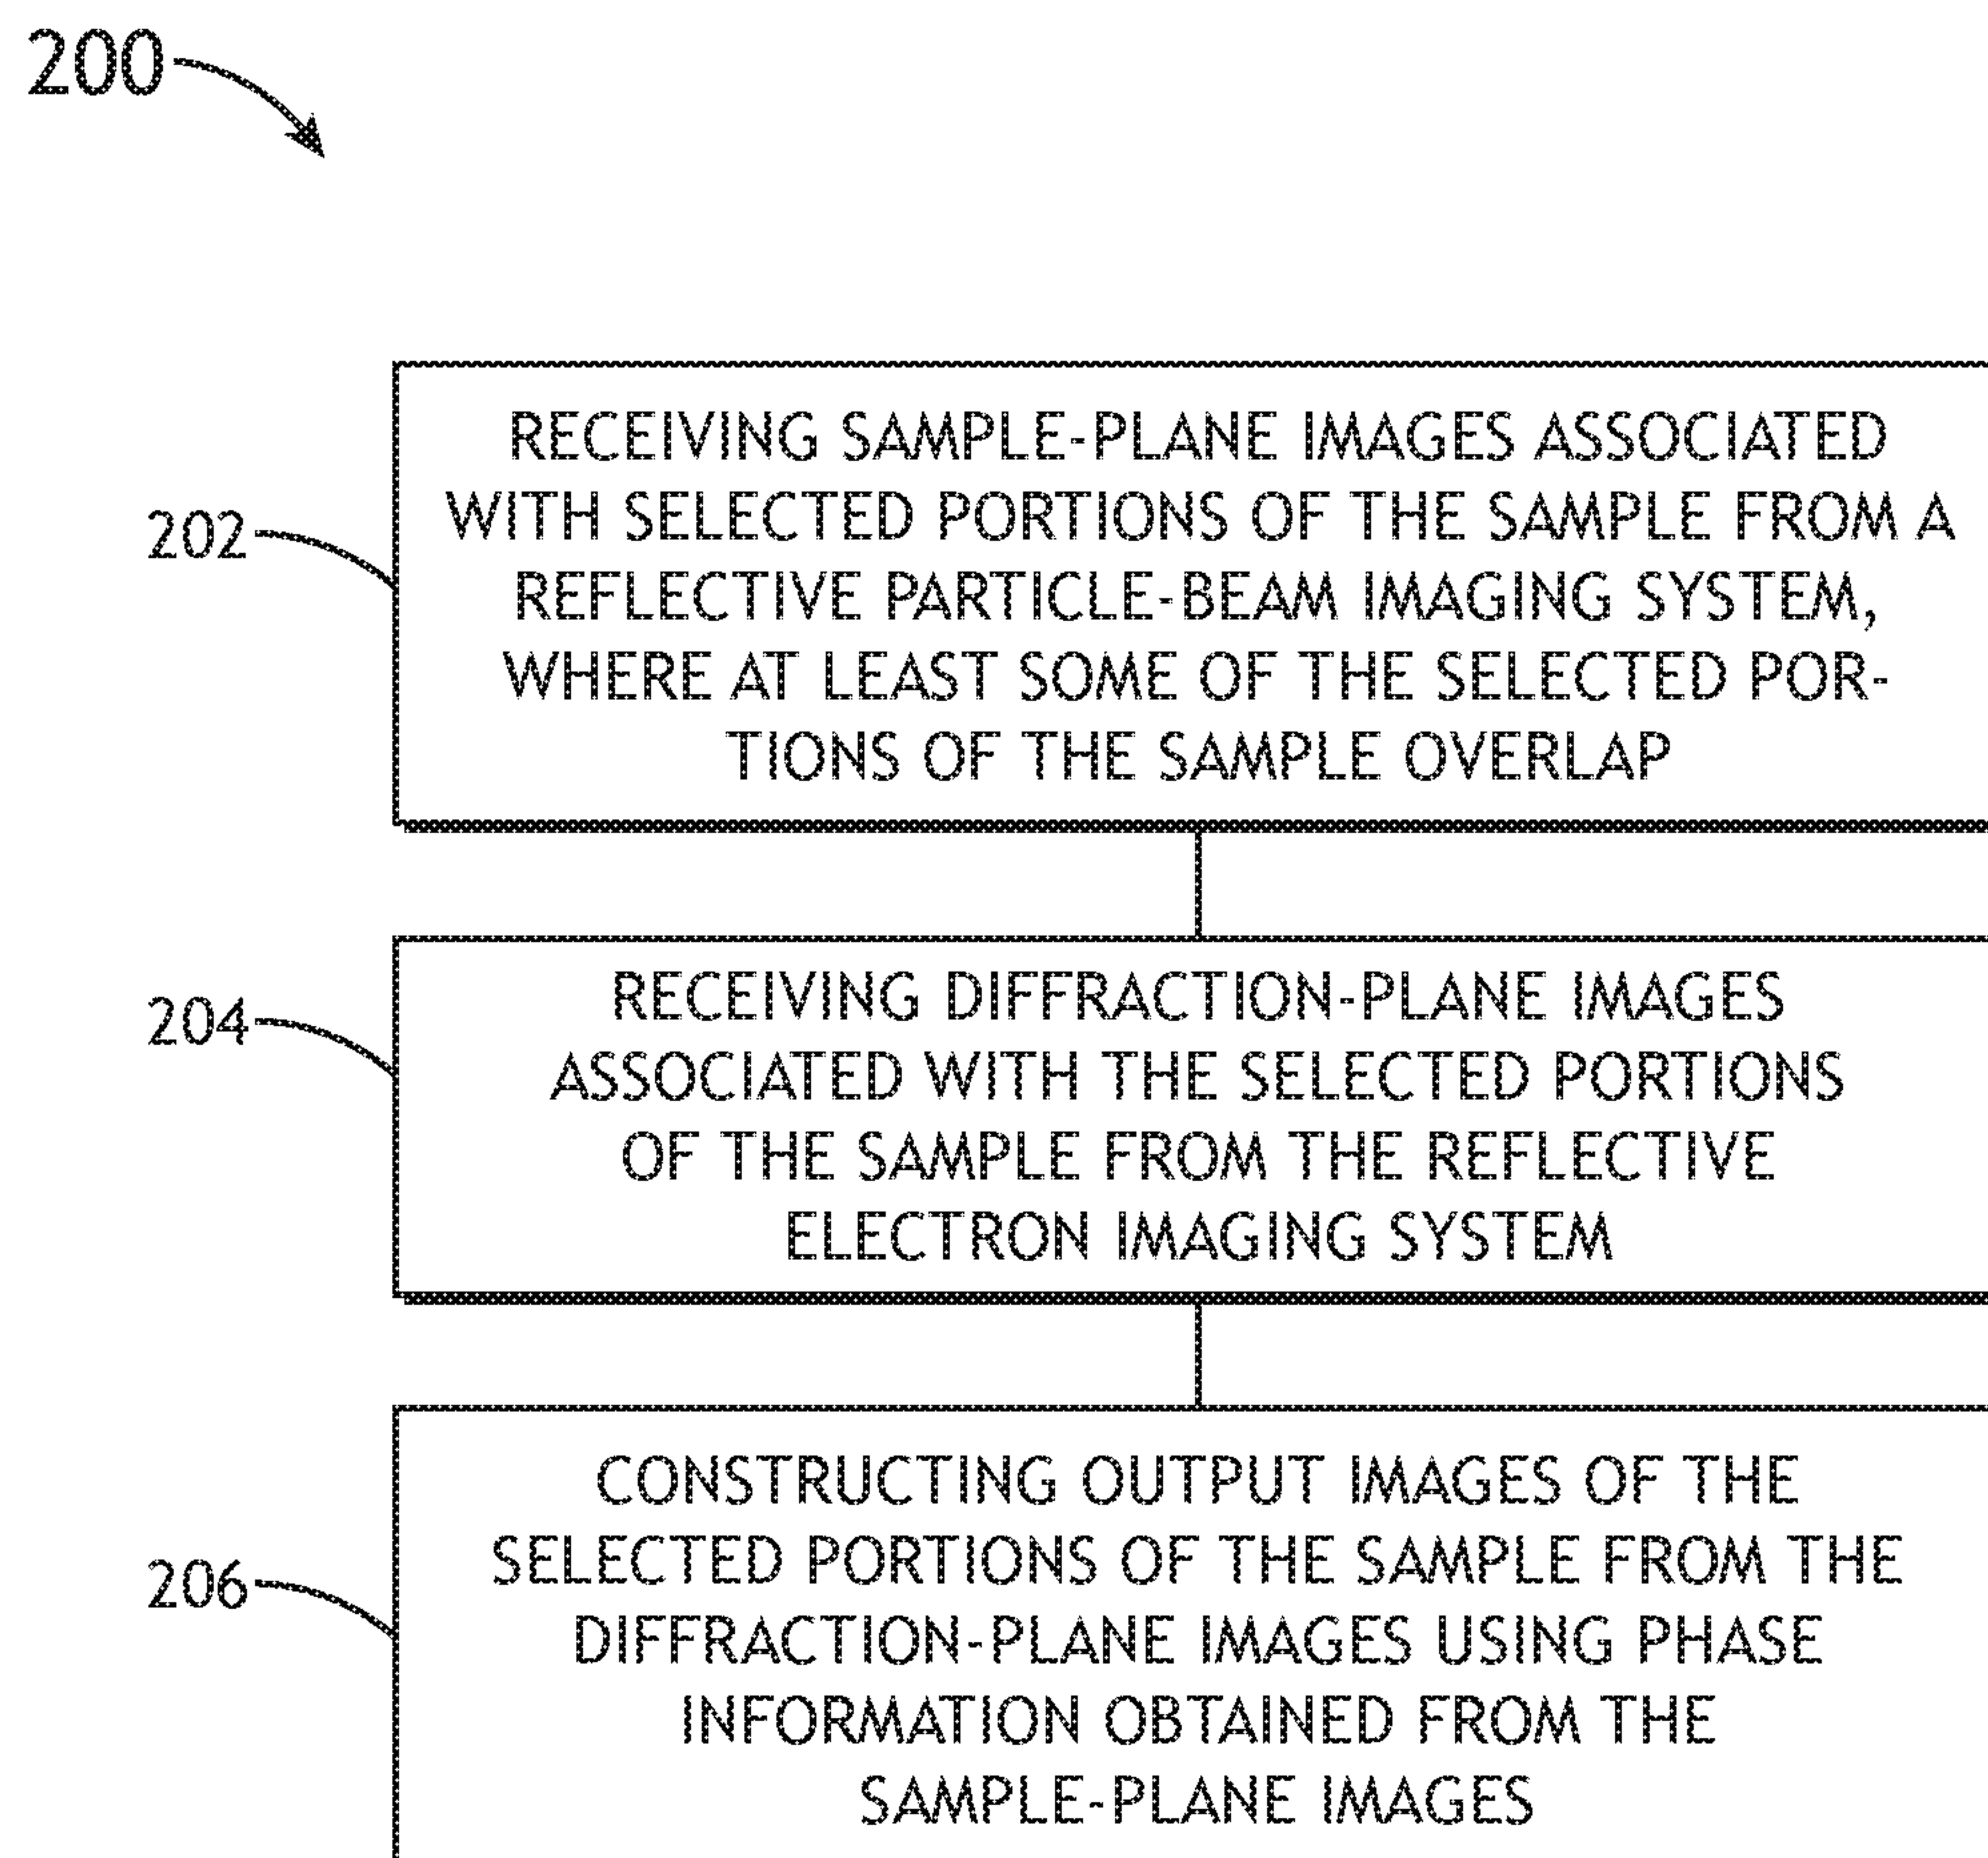 200
RECEIVING SAMPLE-PLANE IMAGES ASSOCIATED
WITH SELECTED PORTIONS OF THE SAMPLE FROM A
REFLECTIVE PARTICLE-BEAM IMAGING SYSTEM,
WHERE AT LEAST SOME OF THE SELECTED POR-
TIONS OF THE SAMPLE OVERLAP
202
RECEIVING DIFFRACTION-PLANE IMAGES
ASSOCIATED WITH THE SELECTED PORTIONS
OF THE SAMPLE FROM THE REFLECTIVE
ELECTRON IMAGING SYSTEM
204
CONSTRUCTING OUTPUT IMAGES OF THE
SELECTED PORTIONS OF THE SAMPLE FROM THE
DIFFRACTION-PLANE IMAGES USING PHASE
INFORMATION OBTAINED FROM THE
SAMPLE-PLANE IMAGES
206